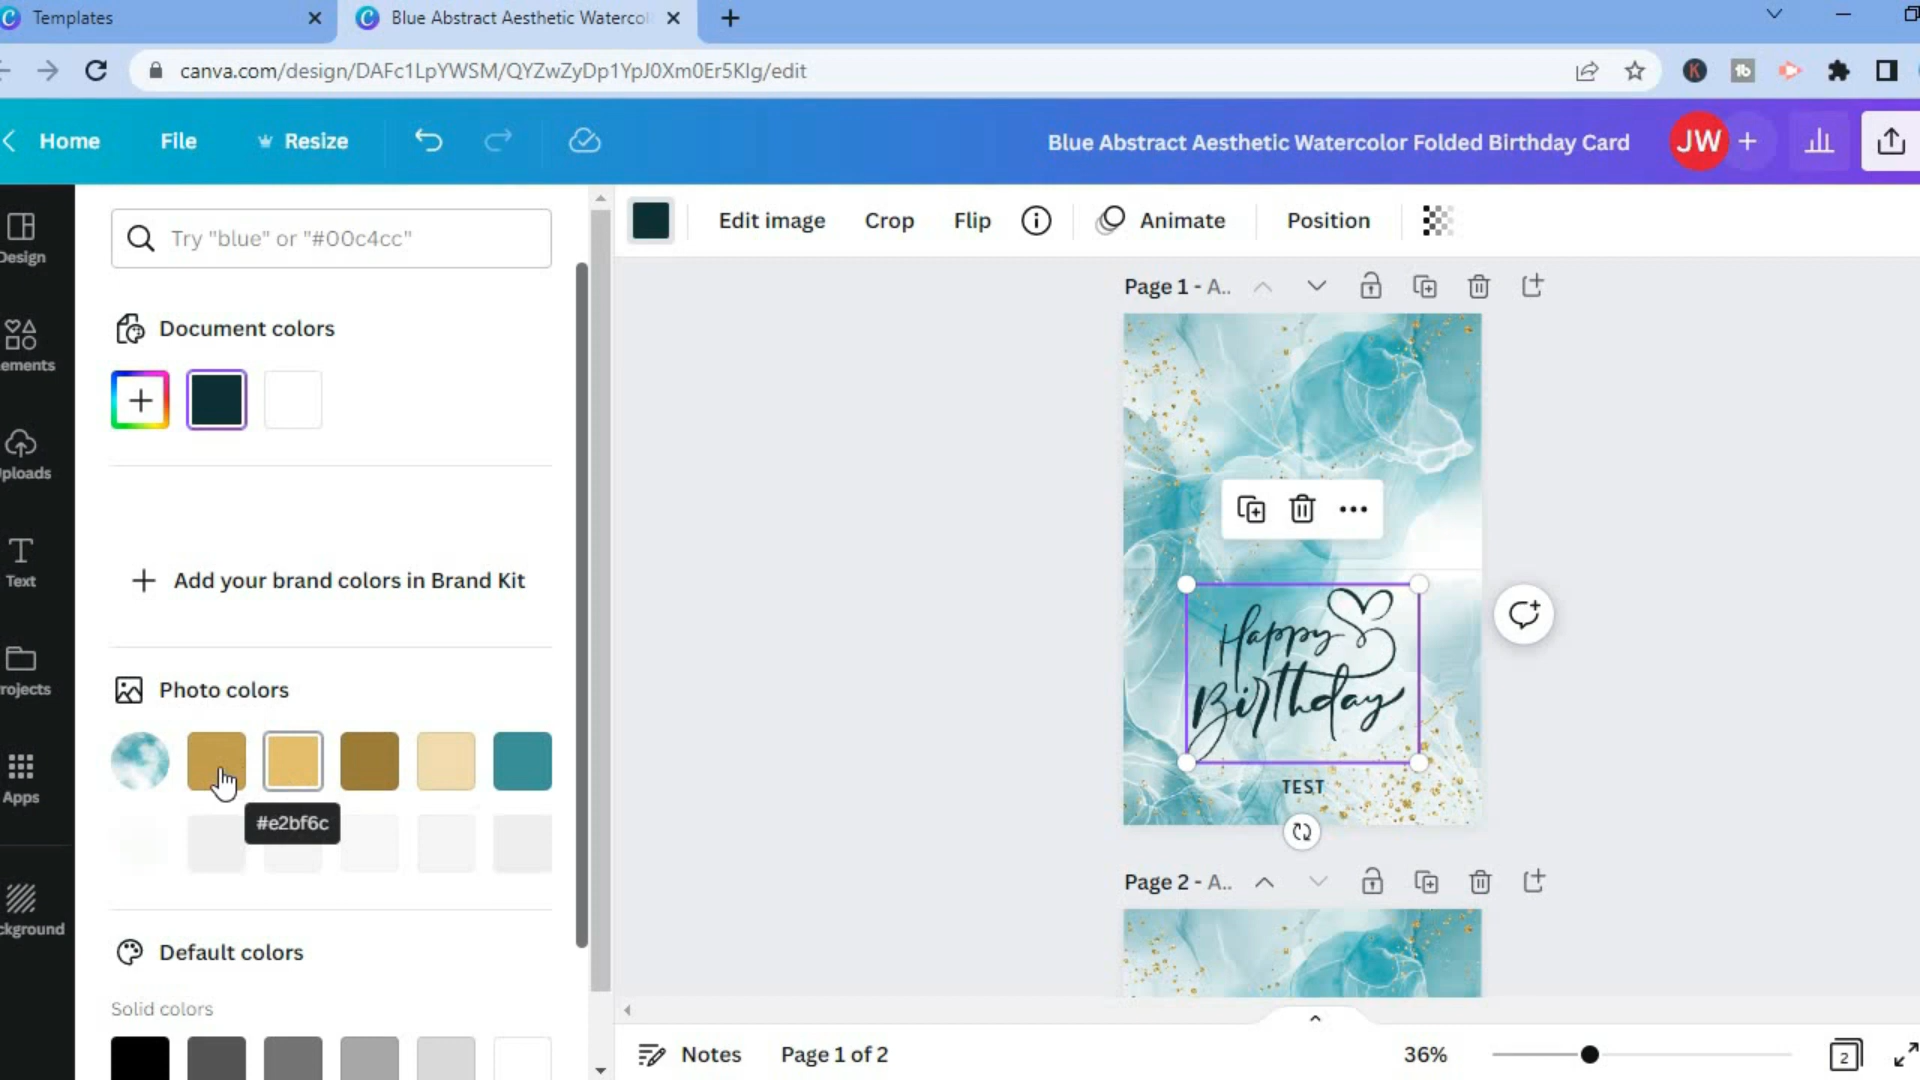 Templates
Blue Abstract Aesthetic Watercol
canva.com/design/DAFc1LpYWSM/QYZwZyDp1YpJ0Xm0Er5KIg/edit
Home File Resize
Blue Abstract Aesthetic Watercolor Folded Birthday Card
JW
Design
ements
ploads
Text
rojects
Apps
ckground
Try "blue" or "#00c4cc"
Document colors
Add your brand colors in Brand Kit
Photo colors
#e2bf6c
Default colors
Solid colors
Edit image Crop Flip Animate Position
Page 1 - A..
Happy
Birthday
TEST
Page 2 - A..
Notes Page 1 of 2 36% 2
K
tb